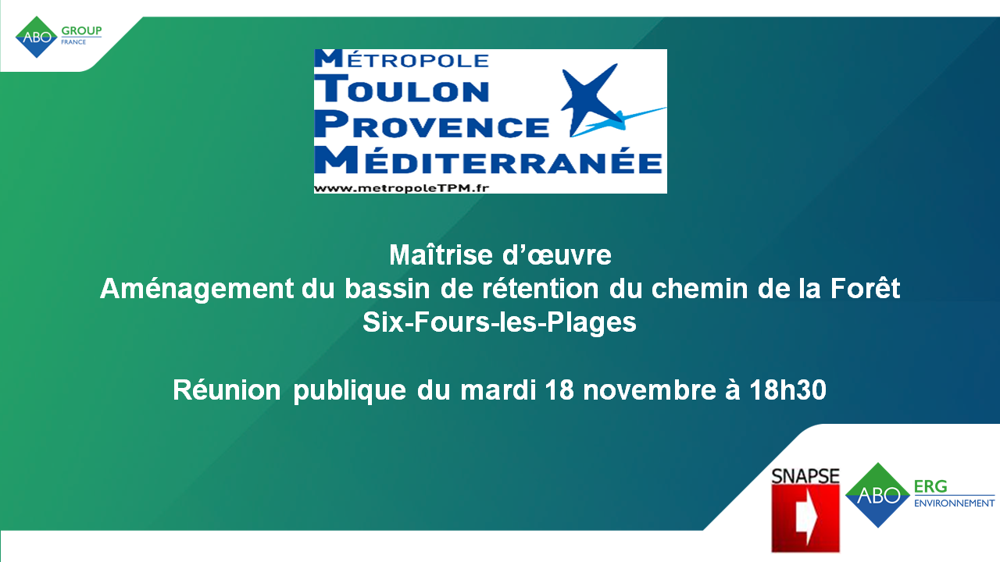 ABO GROUP
FRANCE
MÉTROPOLE
TOULON
PROVENCE
MÉDITERRANÉE
www.metropoleTPM.fr
Maîtrise d’œuvre
Aménagement du bassin de rétention du chemin de la Forêt
Six-Fours-les-Plages
Réunion publique du mardi 18 novembre à 18h30
SNAPSE
ABO ERG
ENVIRONNEMENT